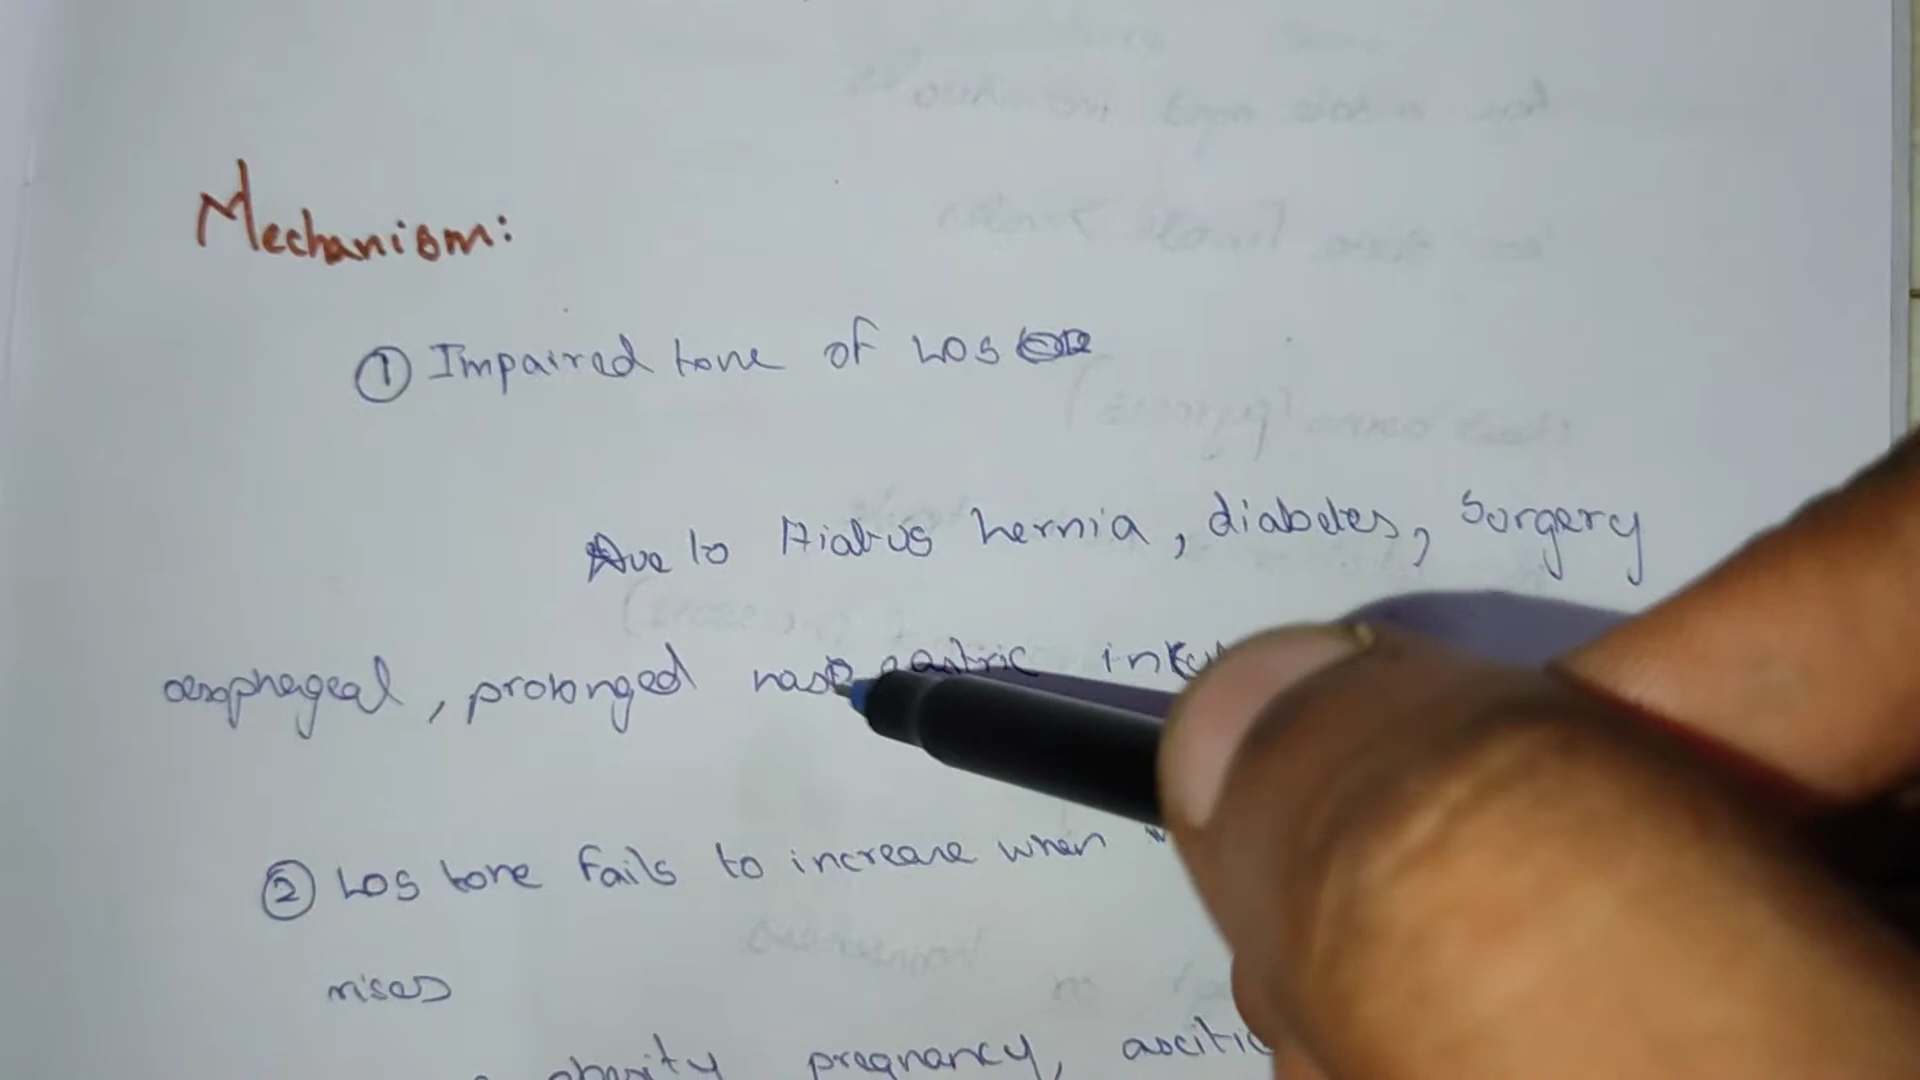 Mechanism:
① Impaired tone of LOS
Due to Hiatus hernia, diabetes, Surgery
oesophageal, prolonged naso gastric
② LOS tone fails to increase when
rises
obesity pregnancy,